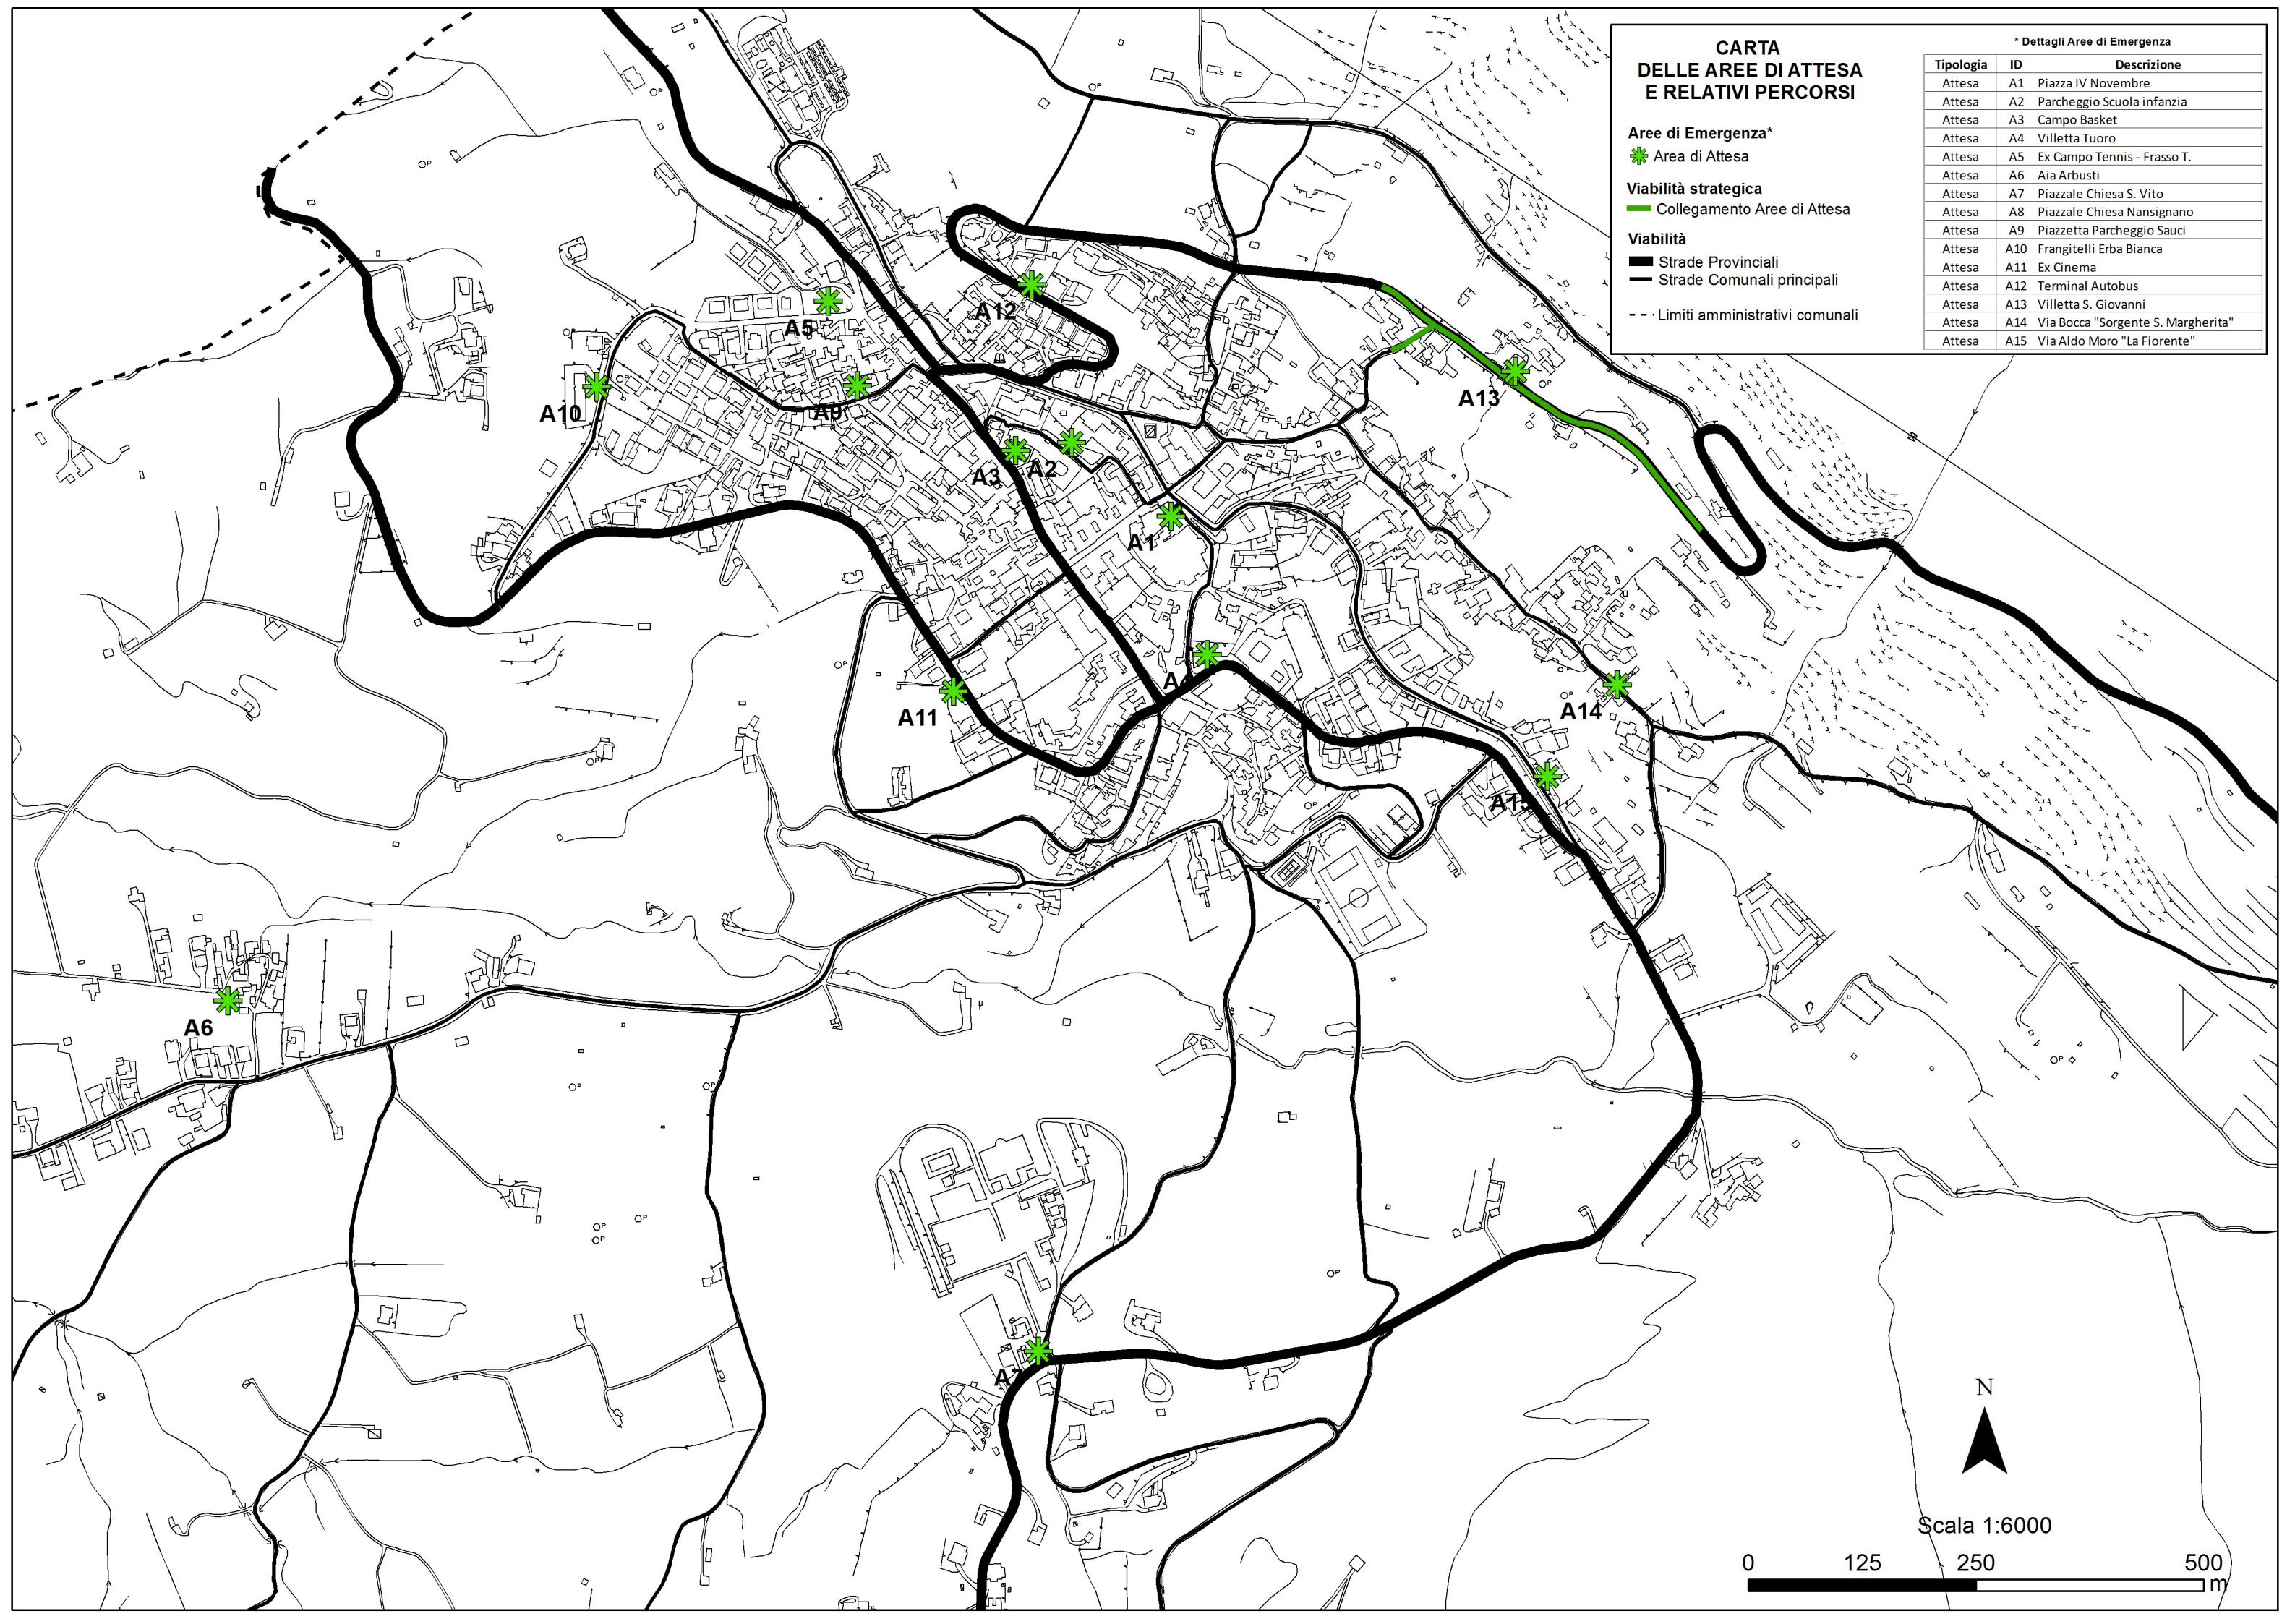 CARTA
DELLE AREE DI ATTESA
E RELATIVI PERCORSI
Aree di Emergenza*
Area di Attesa
Viabilità strategica
Collegamento Aree di Attesa
Viabilità
Strade Provinciali
Strade Comunali principali
Limiti amministrativi comunali
* Dettagli Aree di Emergenza
Tipologia ID Descrizione
Attesa A1 Piazza IV Novembre
Attesa A2 Parcheggio Scuola infanzia
Attesa A3 Campo Basket
Attesa A4 Villetta Tuoro
Attesa A5 Ex Campo Tennis - Frasso T.
Attesa A6 Aia Arbusti
Attesa A7 Piazzale Chiesa S. Vito
Attesa A8 Piazzale Chiesa Nansignano
Attesa A9 Piazzetta Parcheggio Sauci
Attesa A10 Frangitelli Erba Bianca
Attesa A11 Ex Cinema
Attesa A12 Terminal Autobus
Attesa A13 Villetta S. Giovanni
Attesa A14 Via Bocca "Sorgente S. Margherita"
Attesa A15 Via Aldo Moro "La Fiorente"
A12
A5
A13
A10
A9
A3
A2
A1
A4
A11
A14
A15
A6
A7
N
Scala 1:6000
0 125 250 500
m